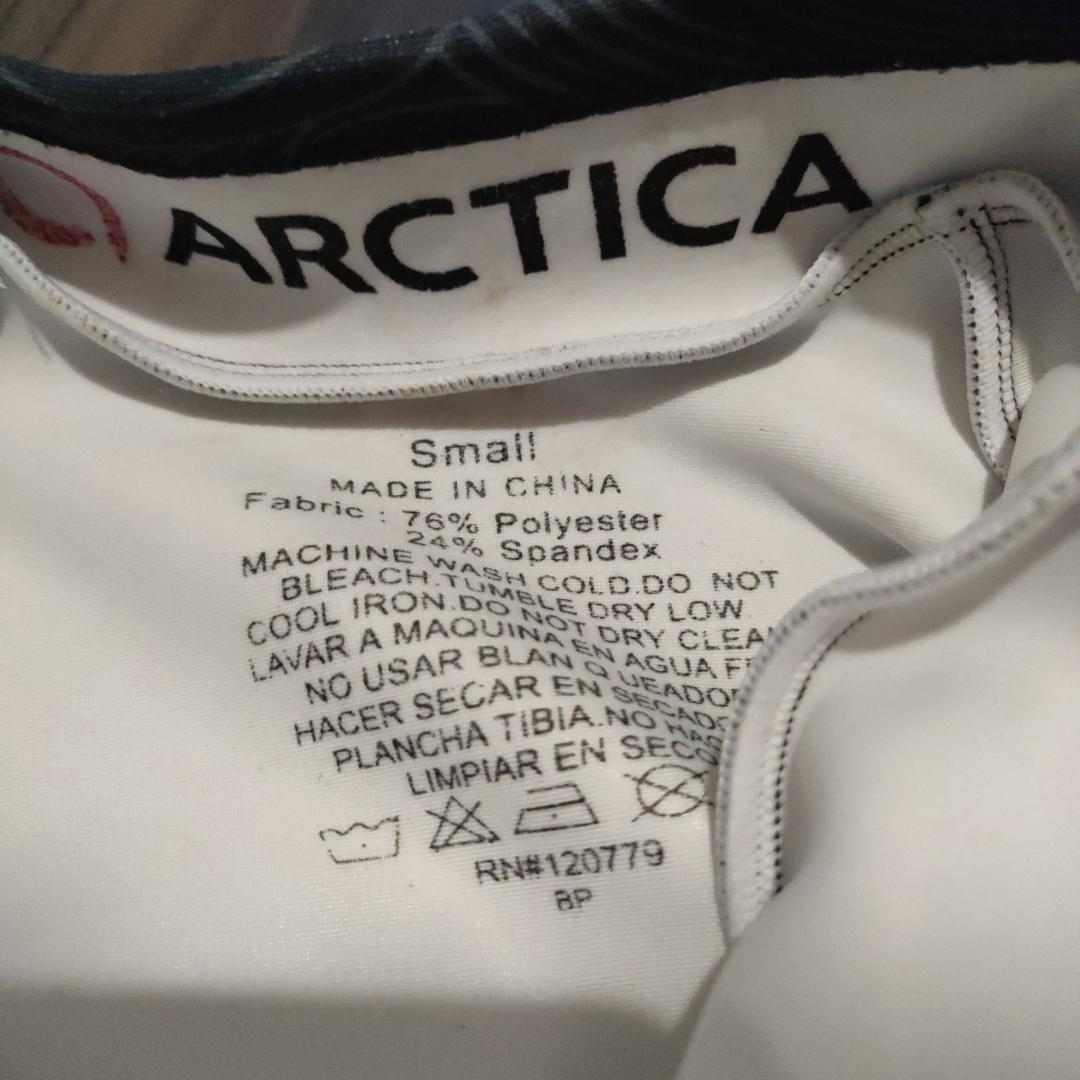 ARCTICA
Small
MADE IN CHINA
Fabric : 76% Polyester
24% Spandex
MACHINE WASH COLD.DO NOT
BLEACH.TUMBLE DRY LOW
COOL IRON.DO NOT DRY CLEAN
LAVAR A MAQUINA EN AGUA
NO USAR BLAN Q UEADOR
HACER SECAR EN
PLANCHA TIBIA.NO
LIMPIAR EN SECO
RN#120779
BP